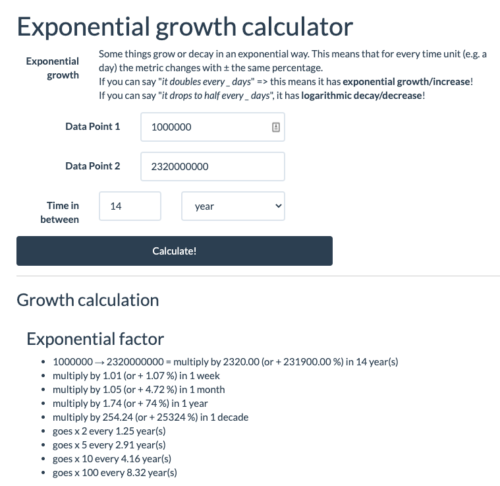 Exponential growth calculator
Exponential growth
Some things grow or decay in an exponential way. This means that for every time unit (e.g. a
day) the metric changes with ± the same percentage.
If you can say "it doubles every _ days" => this means it has exponential growth/increase!
If you can say "it drops to half every _ days", it has logarithmic decay/decrease!
Data Point 1
1000000
Data Point 2
2320000000
Time in between
14
year
Calculate!
Growth calculation
Exponential factor
• 1000000 → 2320000000 = multiply by 2320.00 (or + 231900.00 %) in 14 year(s)
• multiply by 1.01 (or + 1.07 %) in 1 week
• multiply by 1.05 (or + 4.72 %) in 1 month
• multiply by 1.74 (or + 74 %) in 1 year
• multiply by 254.24 (or + 25324 %) in 1 decade
• goes x 2 every 1.25 year(s)
• goes x 5 every 2.91 year(s)
• goes x 10 every 4.16 year(s)
• goes x 100 every 8.32 year(s)